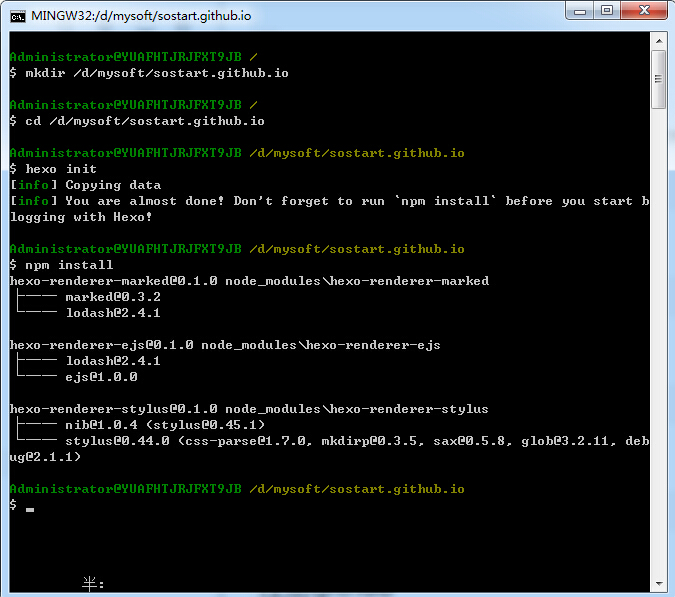 MINGW32:/d/mysoft/sostart.github.io
Administrator@YUAFHTJRJFXT9JB /
$ mkdir /d/mysoft/sostart.github.io
Administrator@YUAFHTJRJFXT9JB /
$ cd /d/mysoft/sostart.github.io
Administrator@YUAFHTJRJFXT9JB /d/mysoft/sostart.github.io
$ hexo init
[info] Copying data
[info] You are almost done! Don't forget to run `npm install` before you start b
logging with Hexo!
Administrator@YUAFHTJRJFXT9JB /d/mysoft/sostart.github.io
$ npm install
hexo-renderer-marked@0.1.0 node_modules\hexo-renderer-marked
├──── marked@0.3.2
└──── lodash@2.4.1
hexo-renderer-ejs@0.1.0 node_modules\hexo-renderer-ejs
├──── lodash@2.4.1
└──── ejs@1.0.0
hexo-renderer-stylus@0.1.0 node_modules\hexo-renderer-stylus
├──── nib@1.0.4 (stylus@0.45.1)
└──── stylus@0.44.0 (css-parse@1.7.0, mkdirp@0.3.5, sax@0.5.8, glob@3.2.11, deb
ug@2.1.1)
Administrator@YUAFHTJRJFXT9JB /d/mysoft/sostart.github.io
$ _
半: